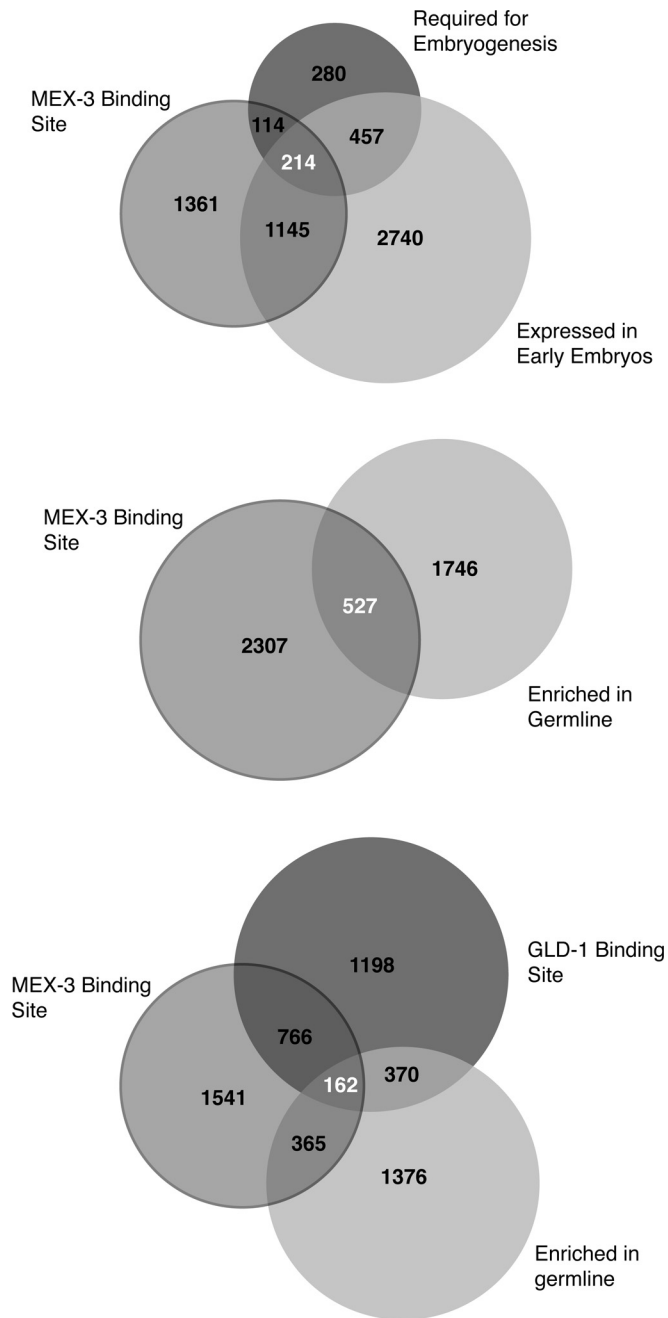 Required for
Embryogenesis
280
MEX-3 Binding
Site
114
457
214
1361
1145
2740
Expressed in
Early Embryos
MEX-3 Binding
Site
1746
527
2307
Enriched in
Germline
GLD-1 Binding
Site
1198
MEX-3 Binding
Site
766
370
162
1541
365
1376
Enriched in
germline